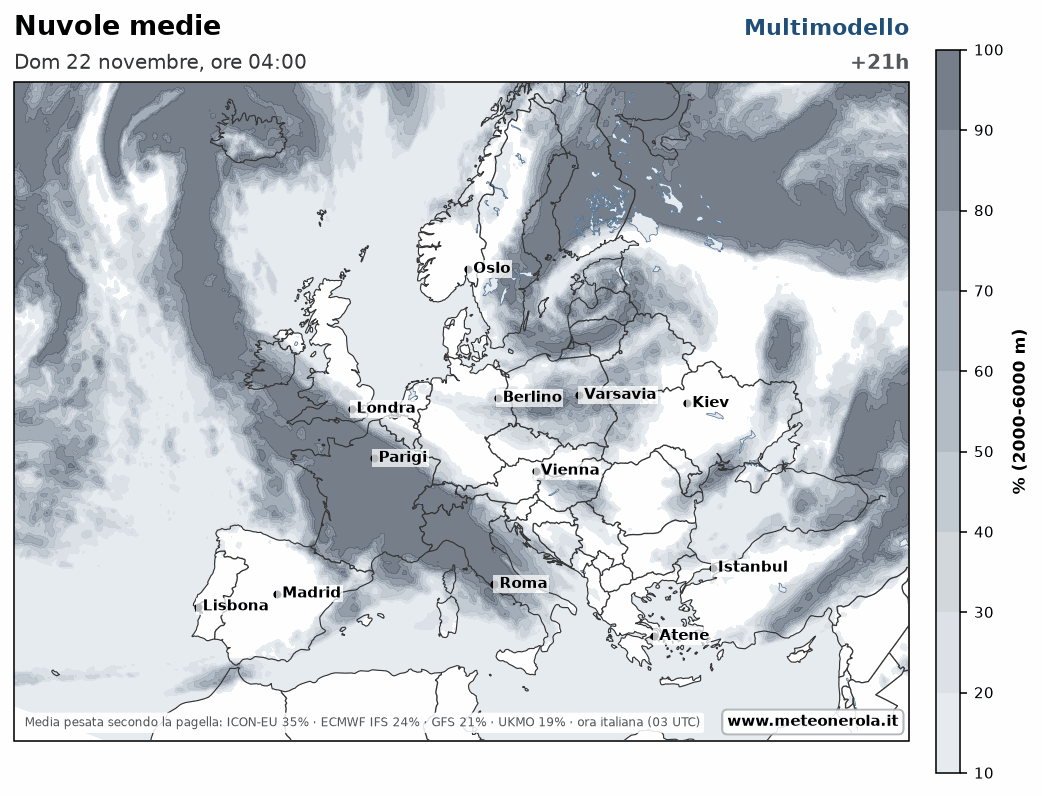 Nuvole medie
Multimodello
Dom 22 novembre, ore 04:00
+21h
100
90
80
70
60
50
40
30
20
10
% (2000-6000 m)
Oslo
Berlino
Varsavia
Kiev
Londra
Parigi
Vienna
Istanbul
Roma
Madrid
Lisbona
Atene
Media pesata secondo la pagella: ICON-EU 35% · ECMWF IFS 24% · GFS 21% · UKMO 19% · ora italiana (03 UTC)
www.meteonerola.it